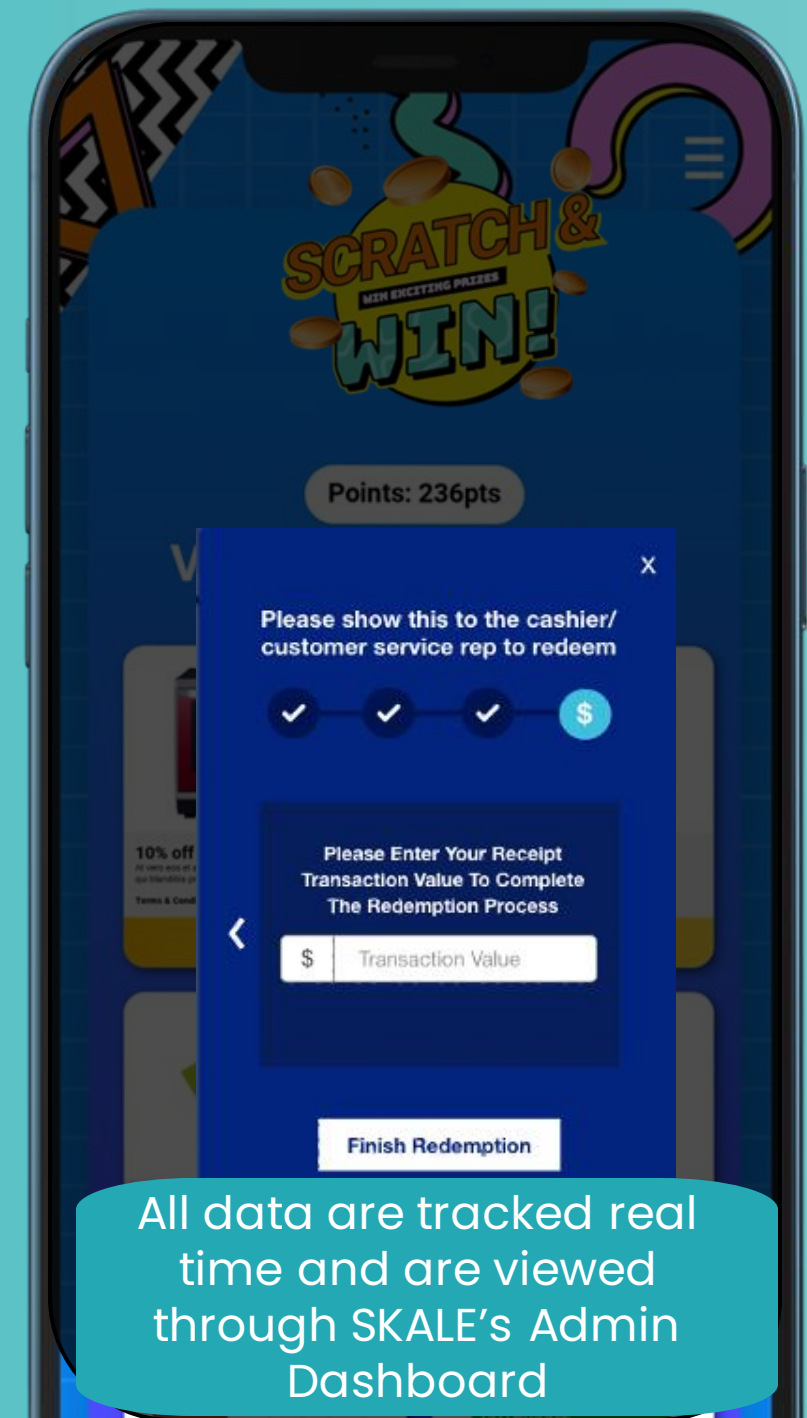 SCRATCH &
WIN EXCITING PRIZES
WIN!
Points: 236pts
X
Please show this to the cashier/
customer service rep to redeem
$
10% off
Please Enter Your Receipt
Transaction Value To Complete
The Redemption Process
$ Transaction Value
Finish Redemption
All data are tracked real
time and are viewed
through SKALE’s Admin
Dashboard